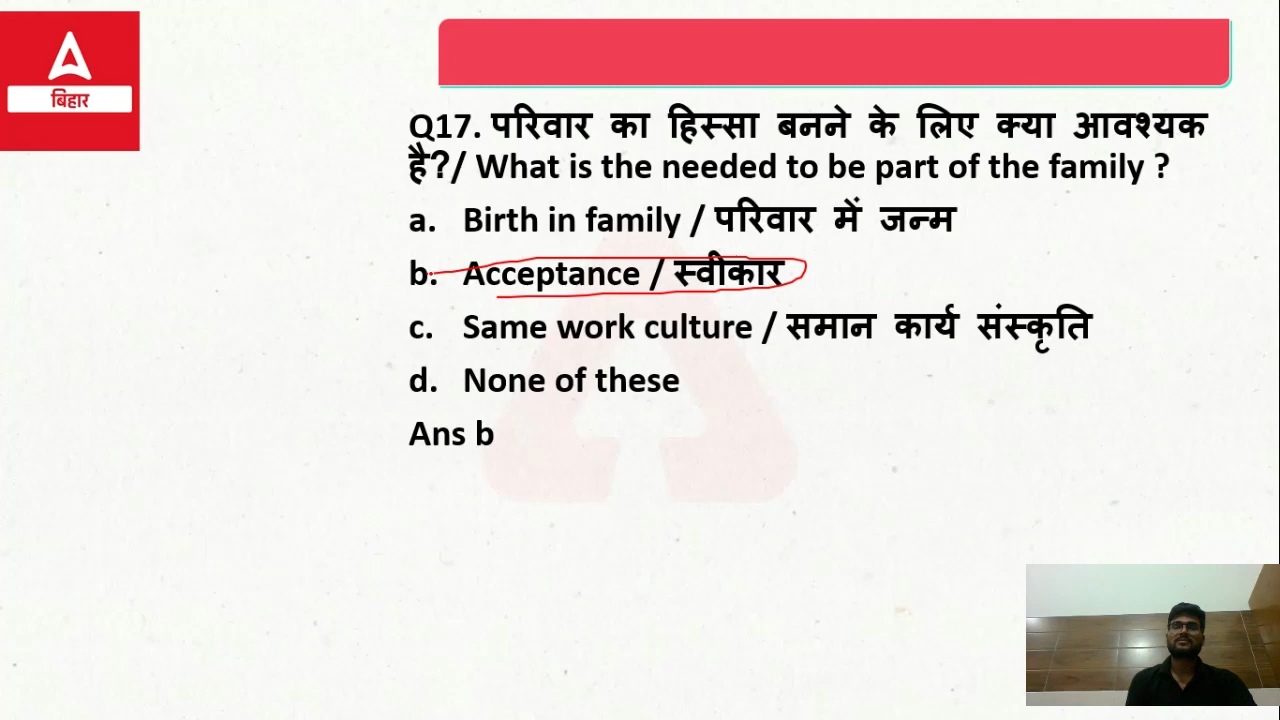 बिहार
Q17. परिवार का हिस्सा बनने के लिए क्या आवश्यक
है?/ What is the needed to be part of the family ?
a. Birth in family / परिवार में जन्म
b. Acceptance / स्वीकार
c. Same work culture / समान कार्य संस्कृति
d. None of these
Ans b